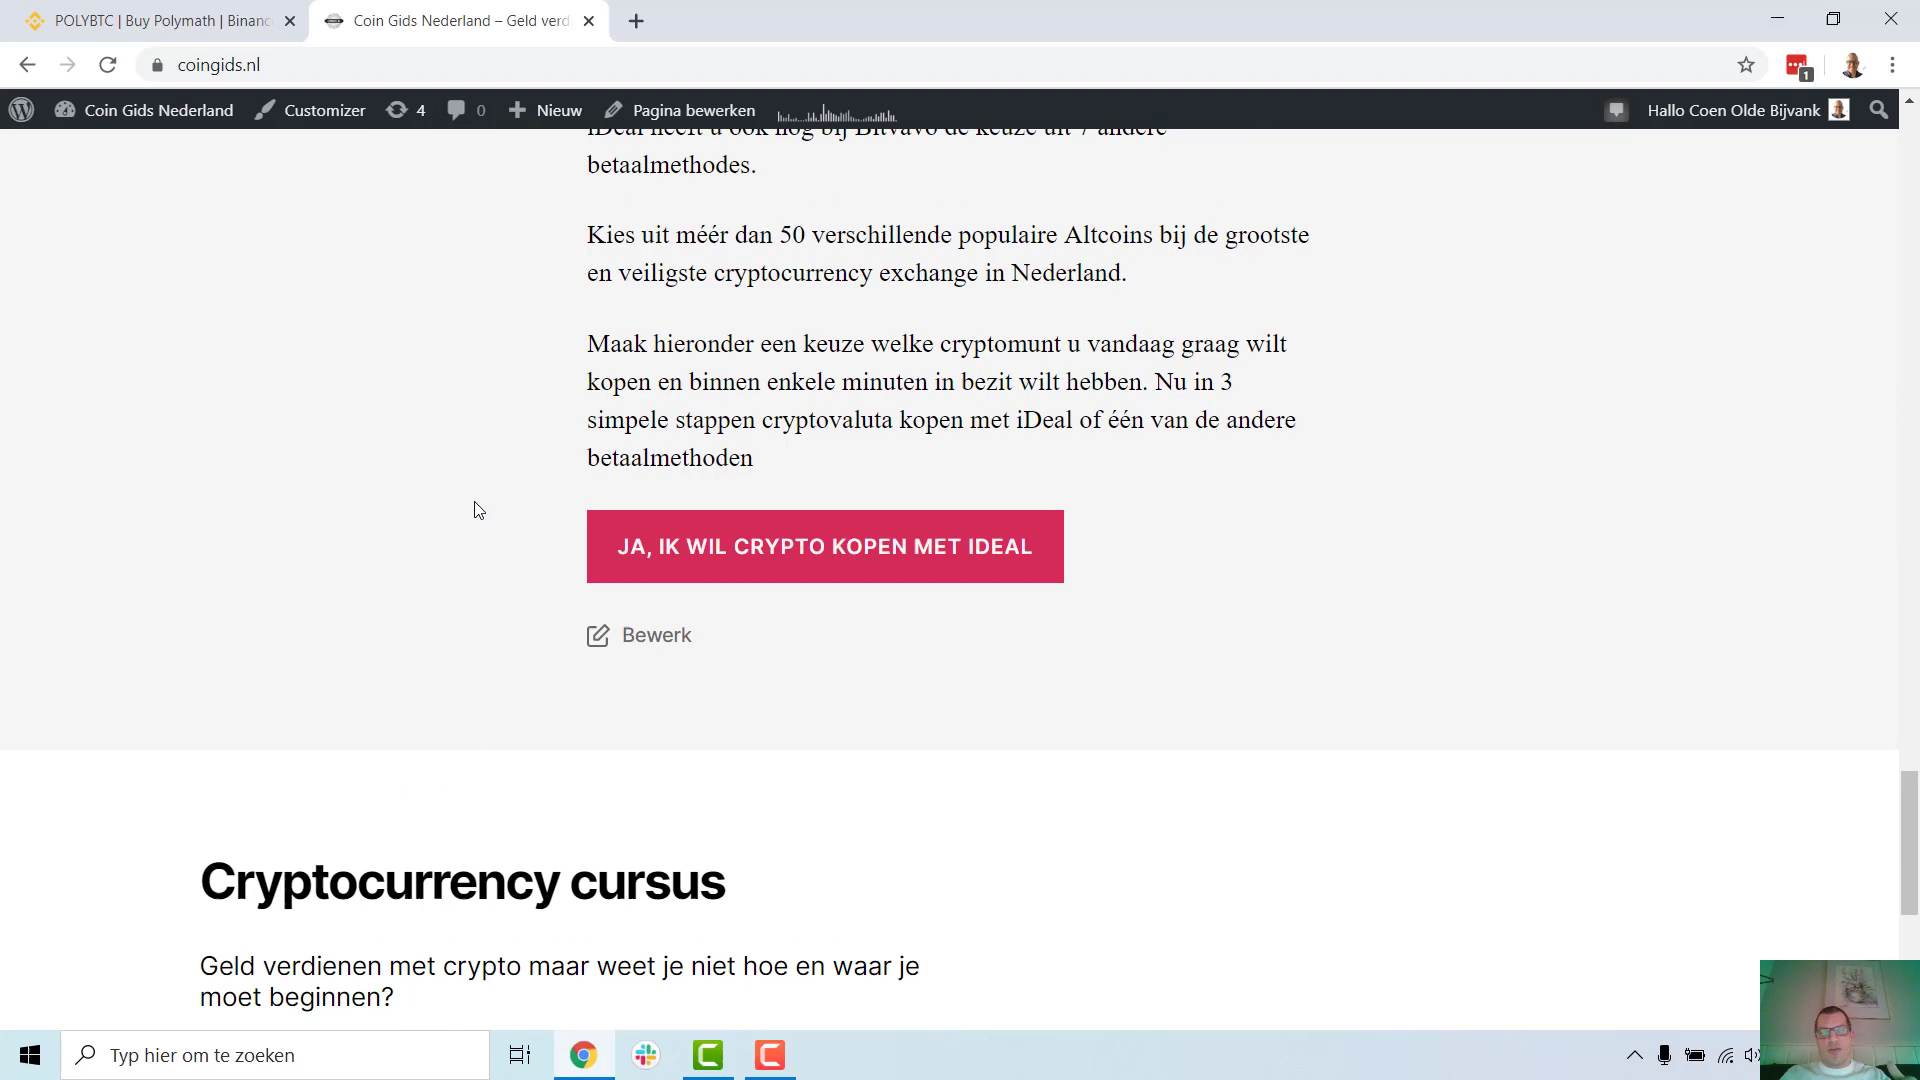 POLYBTC | Buy Polymath | Binanc
Coin Gids Nederland – Geld verd
coingids.nl
1
Coin Gids Nederland
Customizer
4
0
Nieuw
Pagina bewerken
Hallo Coen Olde Bijvank
iDeal heeft u ook nog bij Bitvavo de keuze uit 7 andere
betaalmethodes.
Kies uit méér dan 50 verschillende populaire Altcoins bij de grootste
en veiligste cryptocurrency exchange in Nederland.
Maak hieronder een keuze welke cryptomunt u vandaag graag wilt
kopen en binnen enkele minuten in bezit wilt hebben. Nu in 3
simpele stappen cryptovaluta kopen met iDeal of één van de andere
betaalmethoden
JA, IK WIL CRYPTO KOPEN MET IDEAL
Bewerk
Cryptocurrency cursus
Geld verdienen met crypto maar weet je niet hoe en waar je
moet beginnen?
Typ hier om te zoeken